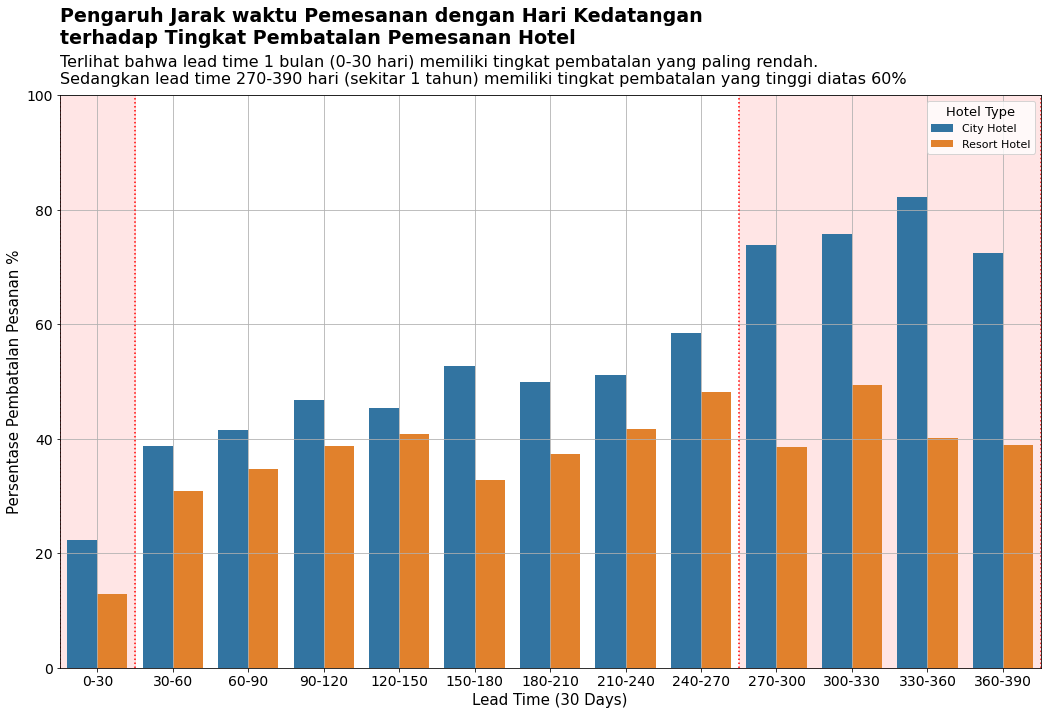 Pengaruh Jarak waktu Pemesanan dengan Hari Kedatangan
terhadap Tingkat Pembatalan Pemesanan Hotel
Terlihat bahwa lead time 1 bulan (0-30 hari) memiliki tingkat pembatalan yang paling rendah.
Sedangkan lead time 270-390 hari (sekitar 1 tahun) memiliki tingkat pembatalan yang tinggi diatas 60%
Hotel Type
City Hotel
Resort Hotel
Persentase Pembatalan Pesanan %
100
80
60
40
20
0
0-30 30-60 60-90 90-120 120-150 150-180 180-210 210-240 240-270 270-300 300-330 330-360 360-390
Lead Time (30 Days)